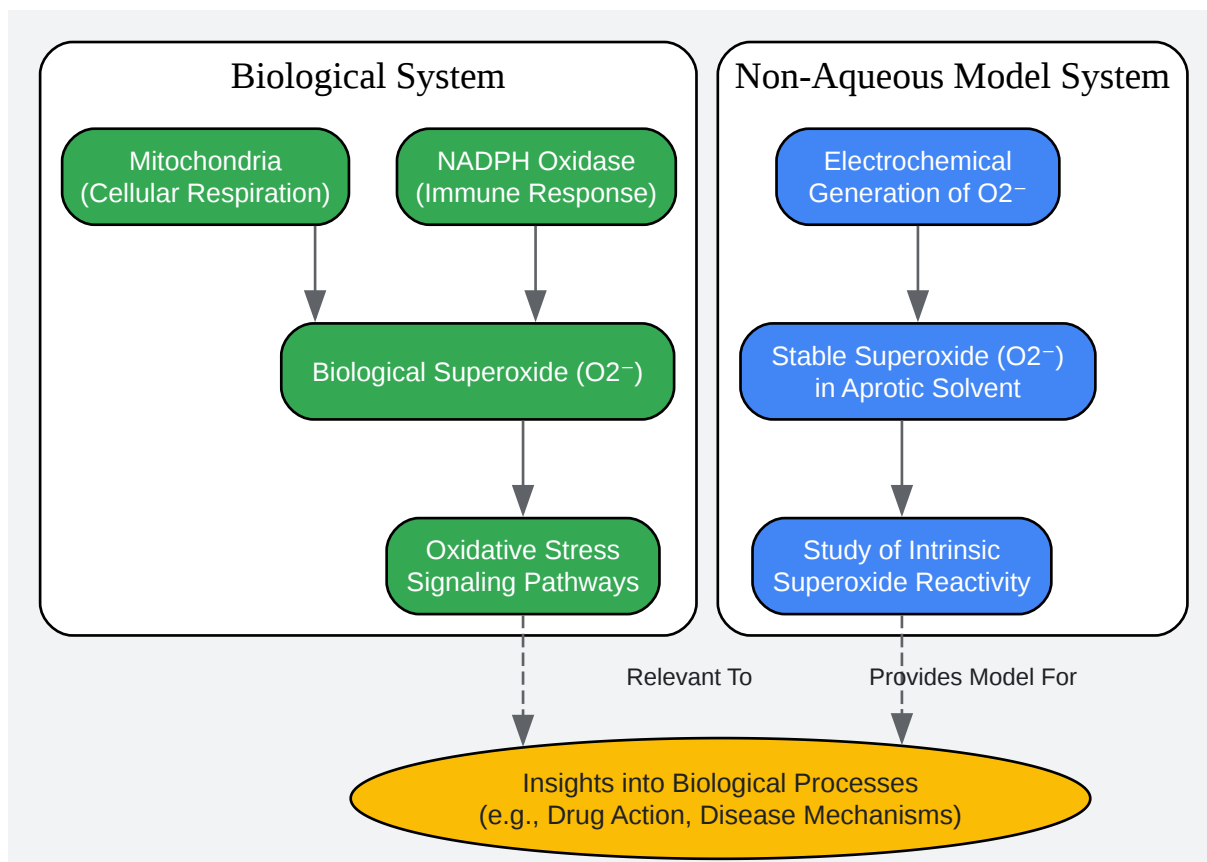 Biological System
Mitochondria
(Cellular Respiration)
NADPH Oxidase
(Immune Response)
Biological Superoxide (O2⁻)
Oxidative Stress
Signaling Pathways
Non-Aqueous Model System
Electrochemical
Generation of O2⁻
Stable Superoxide (O2⁻)
in Aprotic Solvent
Study of Intrinsic
Superoxide Reactivity
Relevant To
Provides Model For
Insights into Biological Processes
(e.g., Drug Action, Disease Mechanisms)